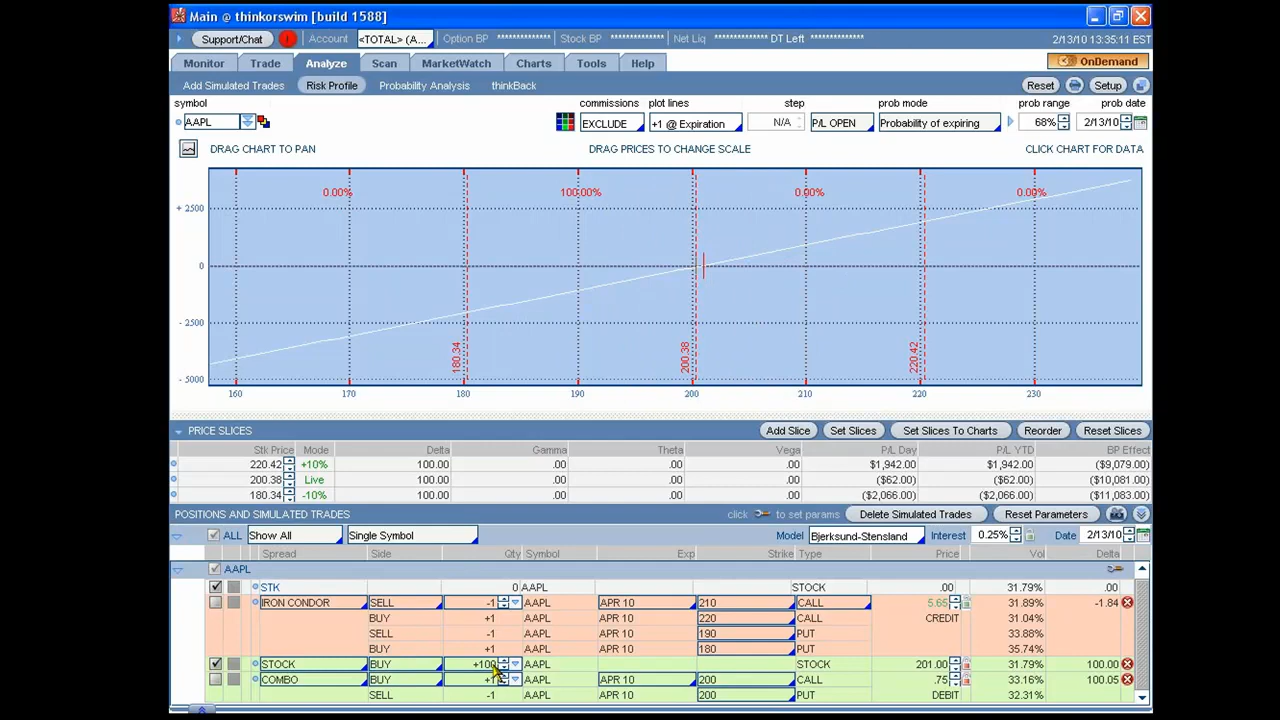 Main @ thinkorswim [build 1588]
Support/Chat ! Account <TOTAL> (A... Option BP ************** Stock BP ************** Net Liq ************** DT Left ************** 2/13/10 13:35:11 EST
Monitor Trade Analyze Scan MarketWatch Charts Tools Help OnDemand
Add Simulated Trades Risk Profile Probability Analysis thinkBack Reset Setup
symbol commissions plot lines step prob mode prob range prob date
AAPL EXCLUDE +1 @ Expiration N/A P/L OPEN Probability of expiring 68% 2/13/10
DRAG CHART TO PAN DRAG PRICES TO CHANGE SCALE CLICK CHART FOR DATA
0.00% 100.00% 0.00% 0.00%
+ 2500
0
- 2500
180.34 200.38 220.42
- 5000
160 170 180 190 200 210 220 230
PRICE SLICES Add Slice Set Slices Set Slices To Charts Reorder Reset Slices
Stk Price Mode Delta Gamma Theta Vega P/L Day P/L YTD BP Effect
220.42 +10% 100.00 .00 .00 .00 $1,942.00 $1,942.00 ($9,079.00)
200.38 Live 100.00 .00 .00 .00 ($62.00) ($62.00) ($10,081.00)
180.34 -10% 100.00 .00 .00 .00 ($2,066.00) ($2,066.00) ($11,083.00)
POSITIONS AND SIMULATED TRADES click to set params Delete Simulated Trades Reset Parameters
ALL Show All Single Symbol Model Bjerksund-Stensland Interest 0.25% Date 2/13/10
Spread Side Qty Symbol Exp Strike Type Price Vol Delta
AAPL
STK 0 AAPL STOCK .00 31.79% .00
IRON CONDOR SELL -1 AAPL APR 10 210 CALL 5.65 31.89% -1.84
BUY +1 AAPL APR 10 220 CALL CREDIT 31.04%
SELL -1 AAPL APR 10 190 PUT 33.88%
BUY +1 AAPL APR 10 180 PUT 35.74%
STOCK BUY +100 AAPL STOCK 201.00 31.79% 100.00
COMBO BUY +1 AAPL APR 10 200 CALL .75 33.16% 100.05
SELL -1 AAPL APR 10 200 PUT DEBIT 32.31%